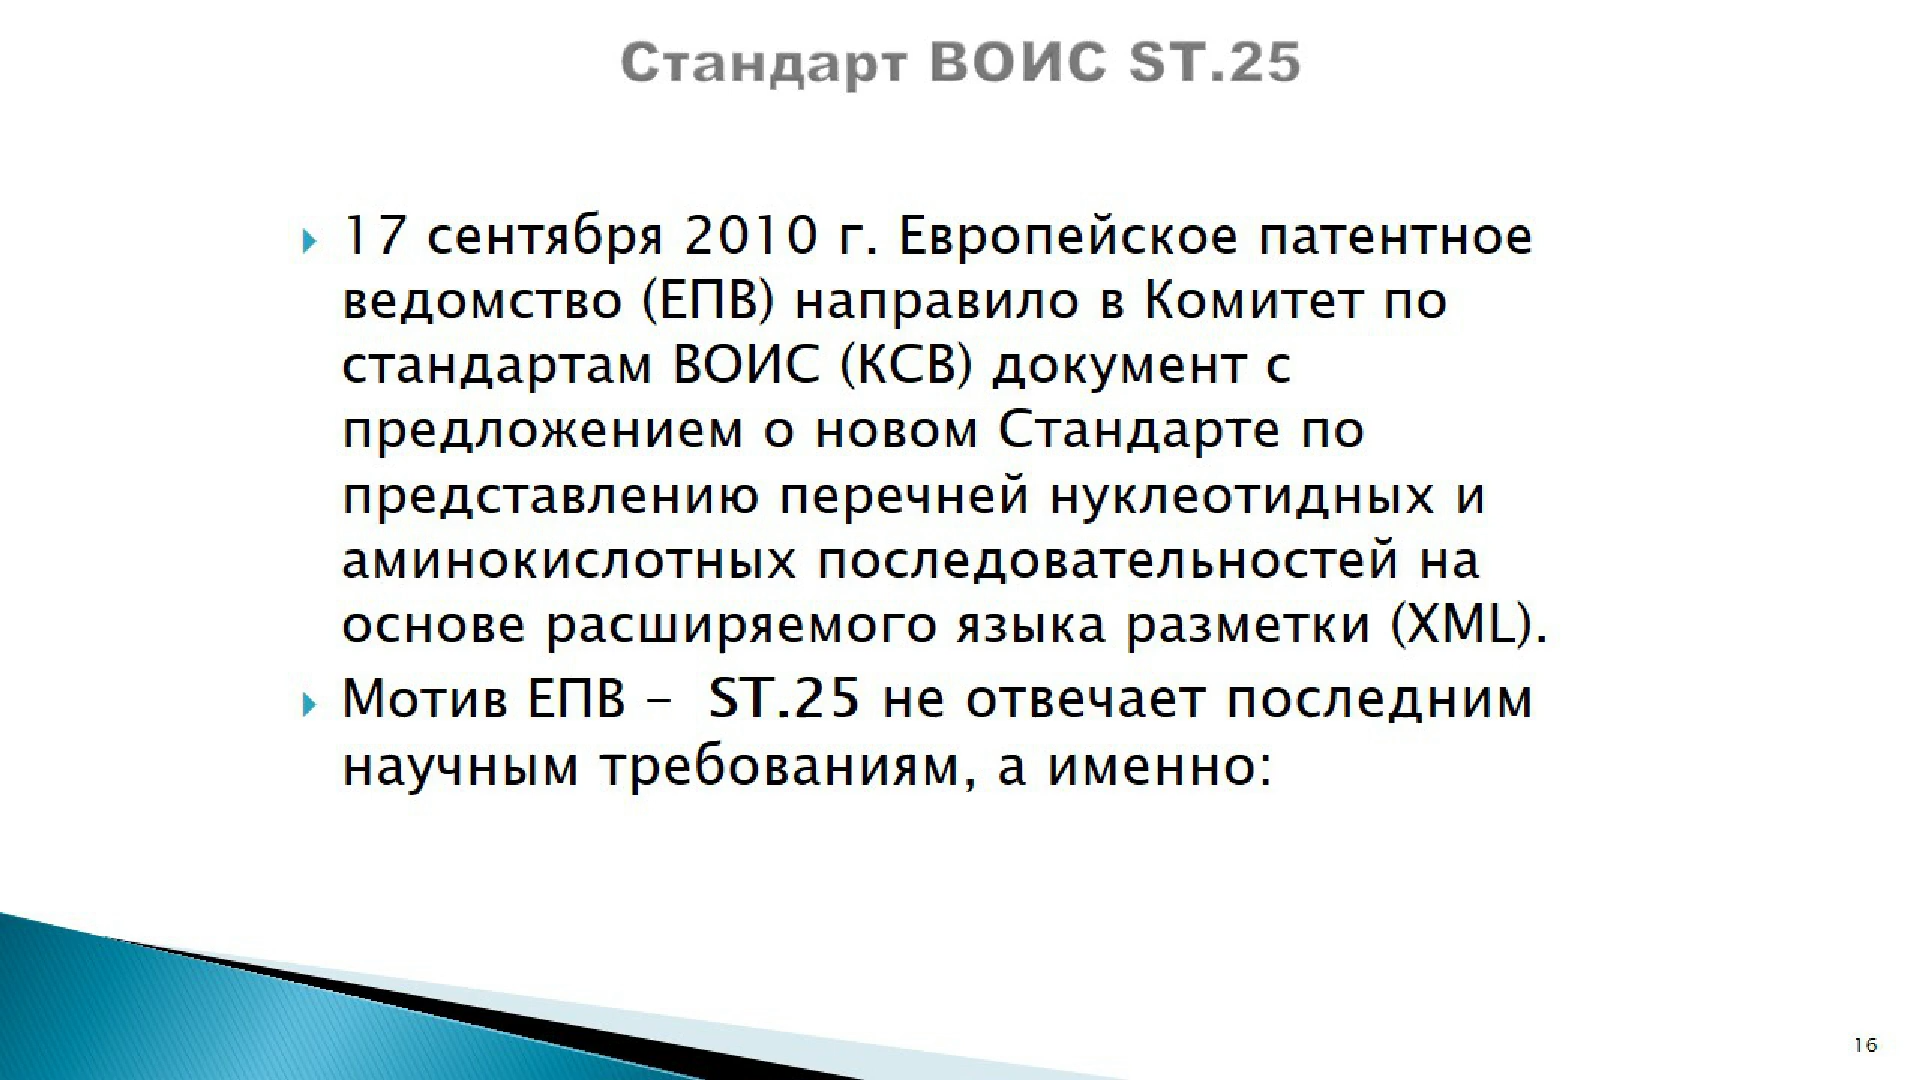 Стандарт ВОИС ST.25
17 сентября 2010 г. Европейское патентное
ведомство (ЕПВ) направило в Комитет по
стандартам ВОИС (КСВ) документ с
предложением о новом Стандарте по
представлению перечней нуклеотидных и
аминокислотных последовательностей на
основе расширяемого языка разметки (XML).
Мотив ЕПВ – ST.25 не отвечает последним
научным требованиям, а именно:
16